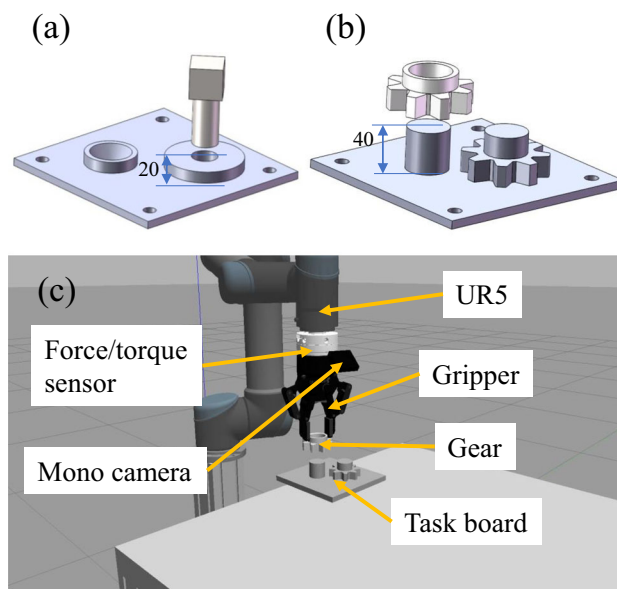 (a)
(b)
20
40
(c)
UR5
Force/torque
sensor
Gripper
Mono camera
Gear
Task board